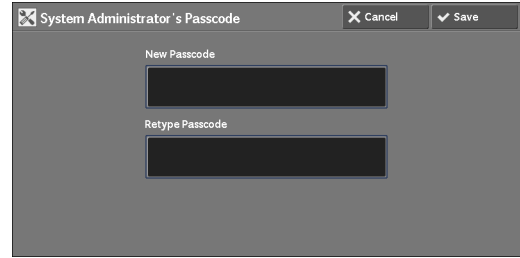 System Administrator's Passcode
Cancel
Save
New Passcode
Retype Passcode